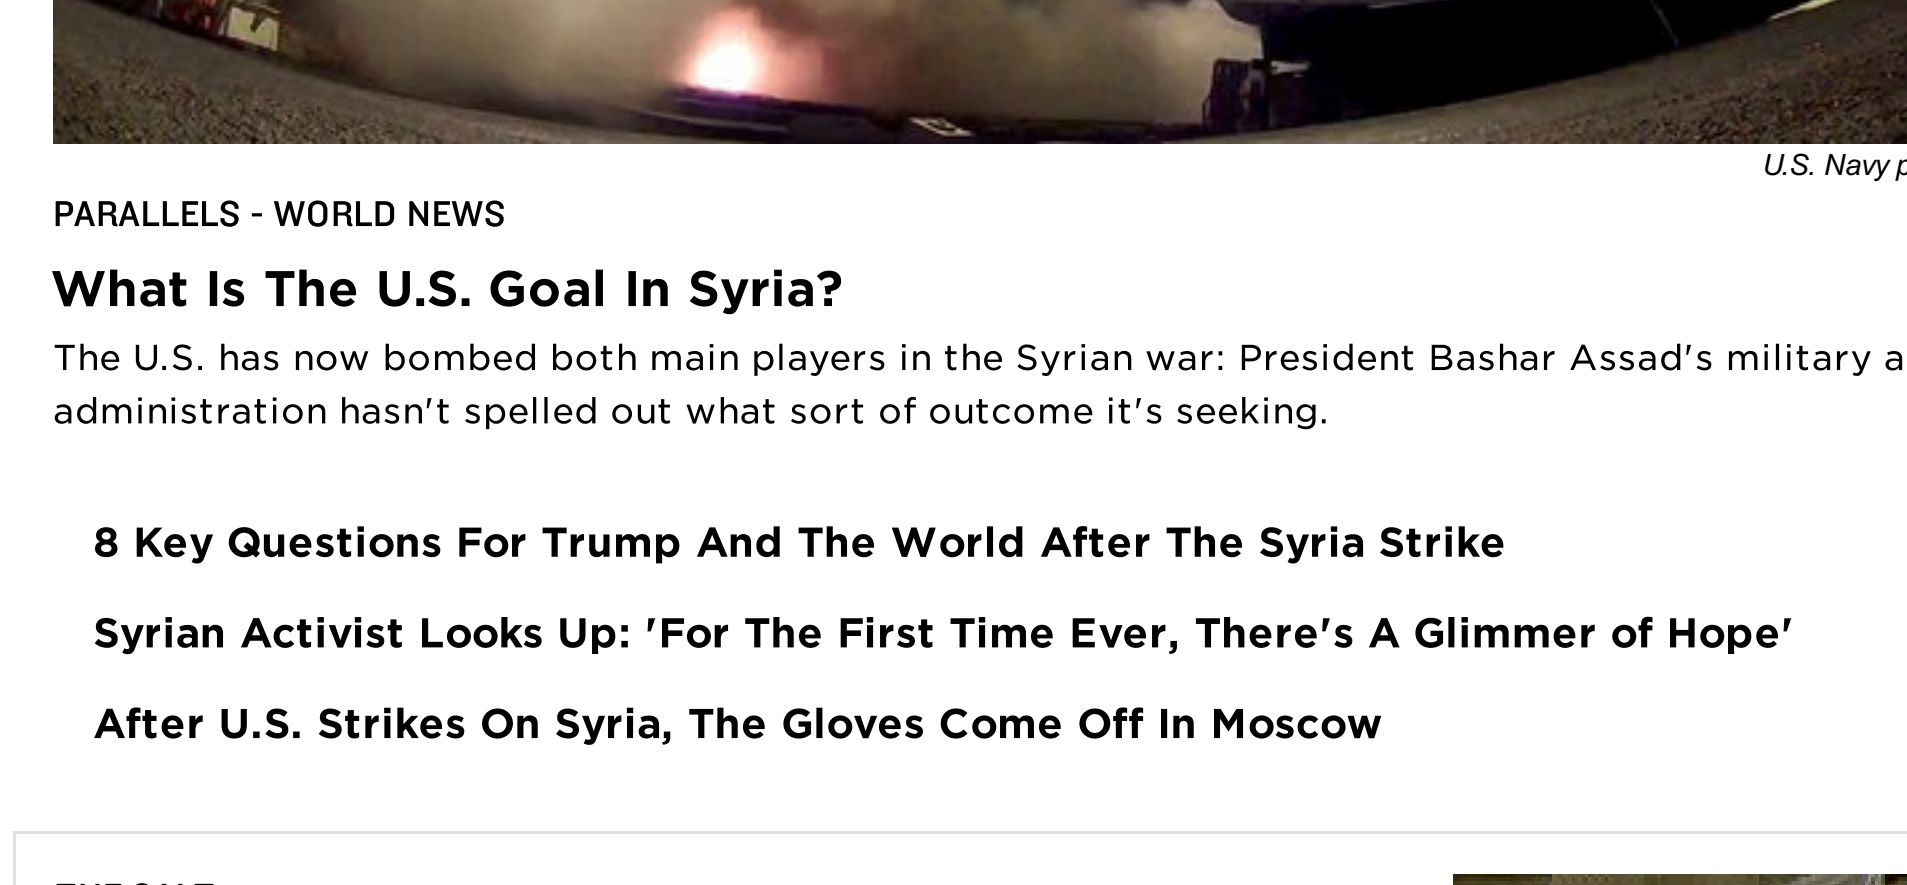 U.S. Navy
PARALLELS - WORLD NEWS
What Is The U.S. Goal In Syria?
The U.S. has now bombed both main players in the Syrian war: President Bashar Assad's military
administration hasn't spelled out what sort of outcome it's seeking.
8 Key Questions For Trump And The World After The Syria Strike
Syrian Activist Looks Up: 'For The First Time Ever, There's A Glimmer of Hope'
After U.S. Strikes On Syria, The Gloves Come Off In Moscow